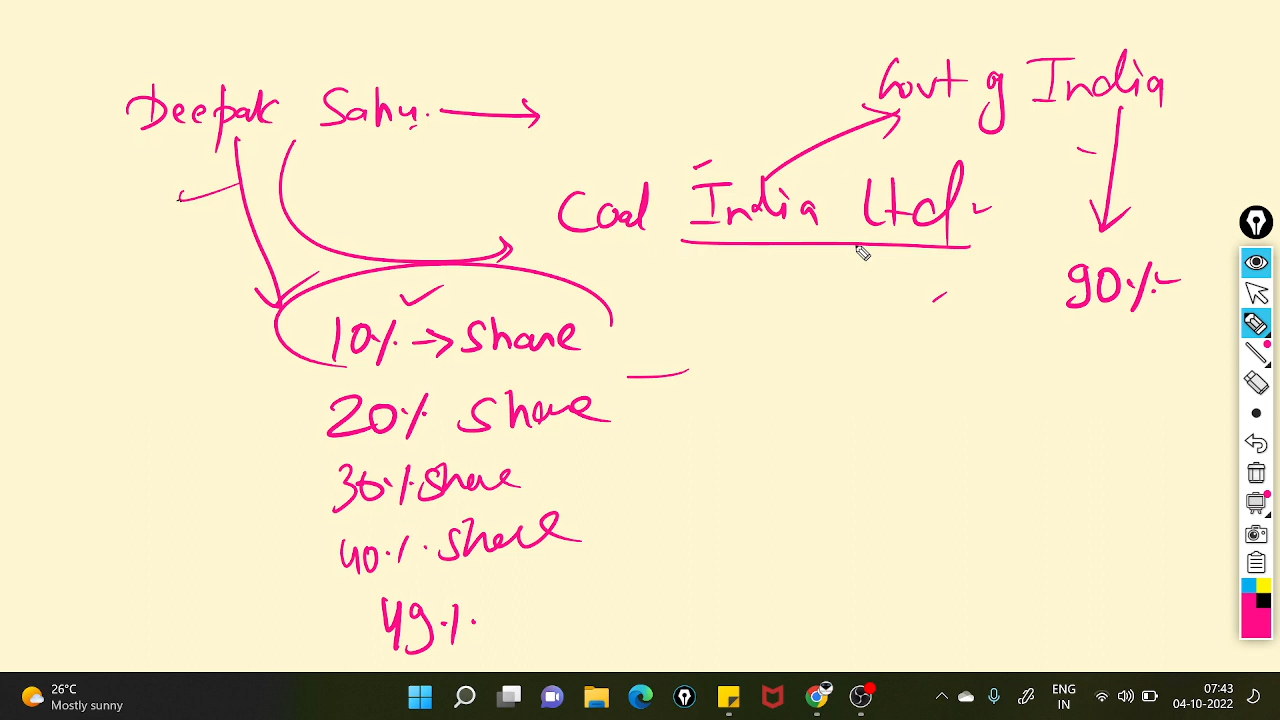 Deepak Sahu.
Govt of India
Coal India Ltd
90%
10% → Share
20% Share
30% Share
40% Share
49%
26°C
Mostly sunny
ENG
IN
07:43
04-10-2022